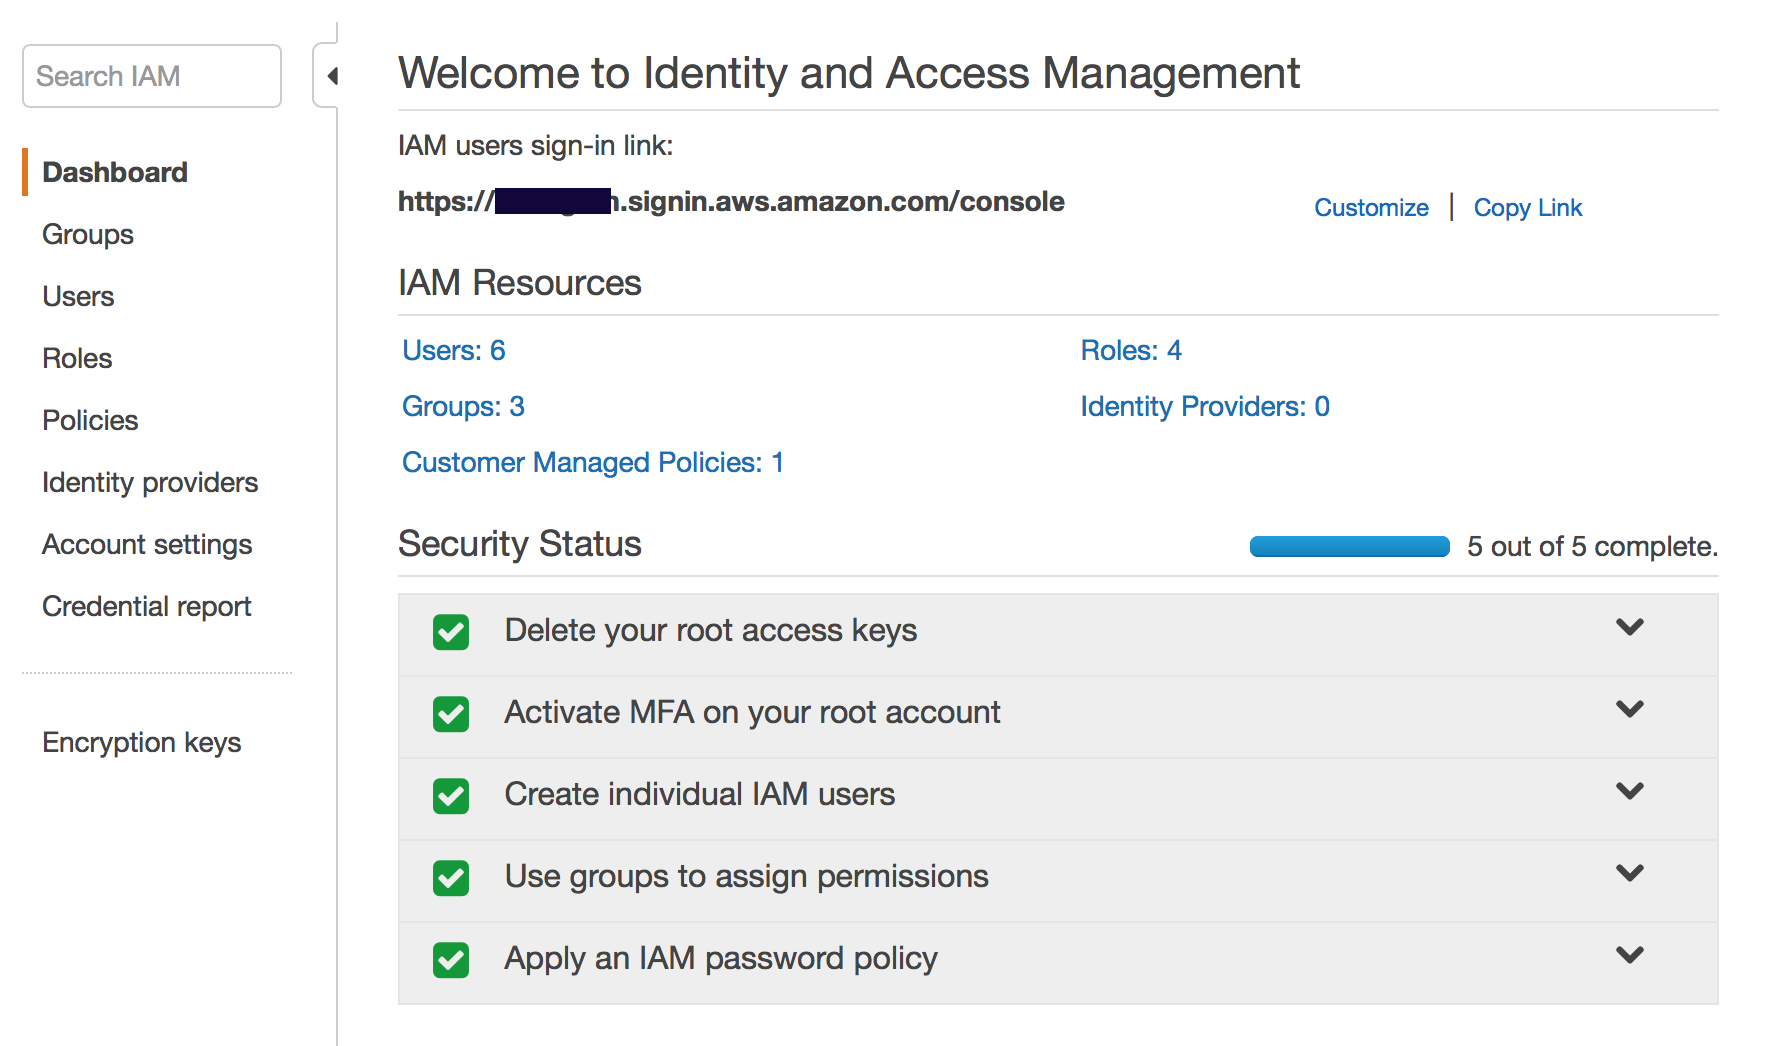 Search IAM
Dashboard
Groups
Users
Roles
Policies
Identity providers
Account settings
Credential report
Encryption keys
Welcome to Identity and Access Management
IAM users sign-in link:
https:// .signin.aws.amazon.com/console
Customize | Copy Link
IAM Resources
Users: 6
Roles: 4
Groups: 3
Identity Providers: 0
Customer Managed Policies: 1
Security Status
5 out of 5 complete.
Delete your root access keys
Activate MFA on your root account
Create individual IAM users
Use groups to assign permissions
Apply an IAM password policy